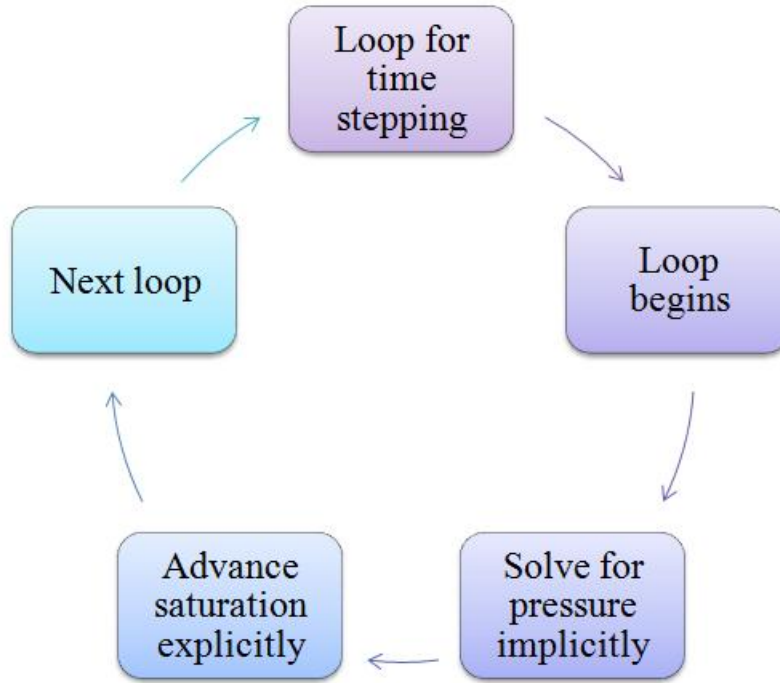 Loop for
time
stepping
Loop
begins
Solve for
pressure
implicitly
Advance
saturation
explicitly
Next loop